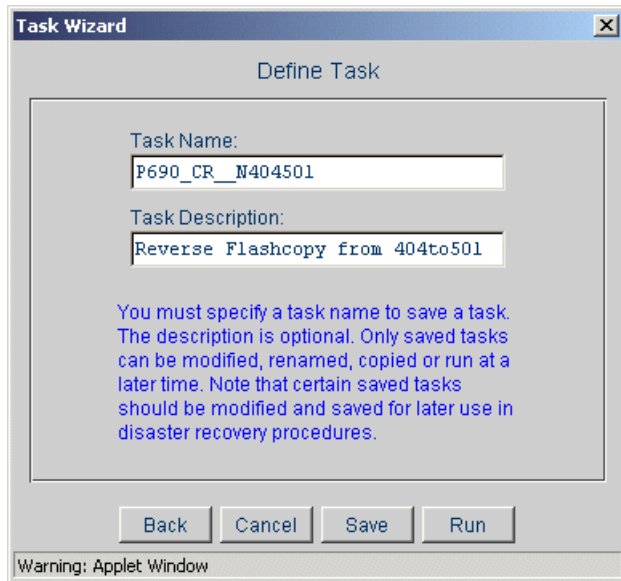 Task Wizard
Define Task
Task Name:
P690_CR__N404501
Task Description:
Reverse Flashcopy from 404to501
You must specify a task name to save a task.
The description is optional. Only saved tasks
can be modified, renamed, copied or run at a
later time. Note that certain saved tasks
should be modified and saved for later use in
disaster recovery procedures.
Back Cancel Save Run
Warning: Applet Window